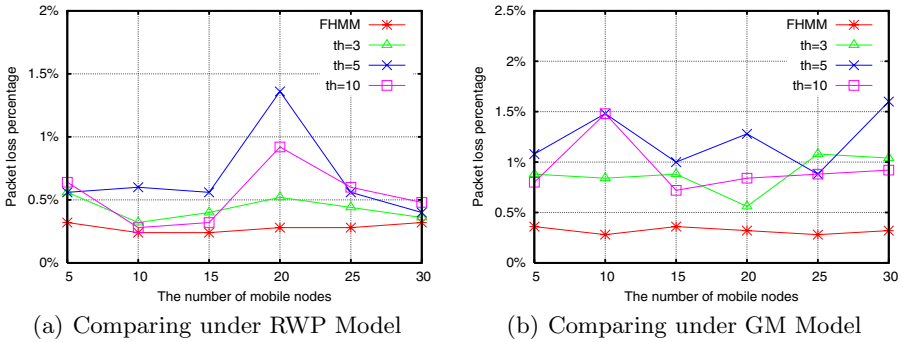 2%
1.5%
1%
0.5%
0%
Packet loss percentage
FHMM
th=3
th=5
th=10
5
10
15
20
25
30
The number of mobile nodes
(a) Comparing under RWP Model
2.5%
2%
1.5%
1%
0.5%
0%
Packet loss percentage
FHMM
th=3
th=5
th=10
5
10
15
20
25
30
The number of mobile nodes
(b) Comparing under GM Model